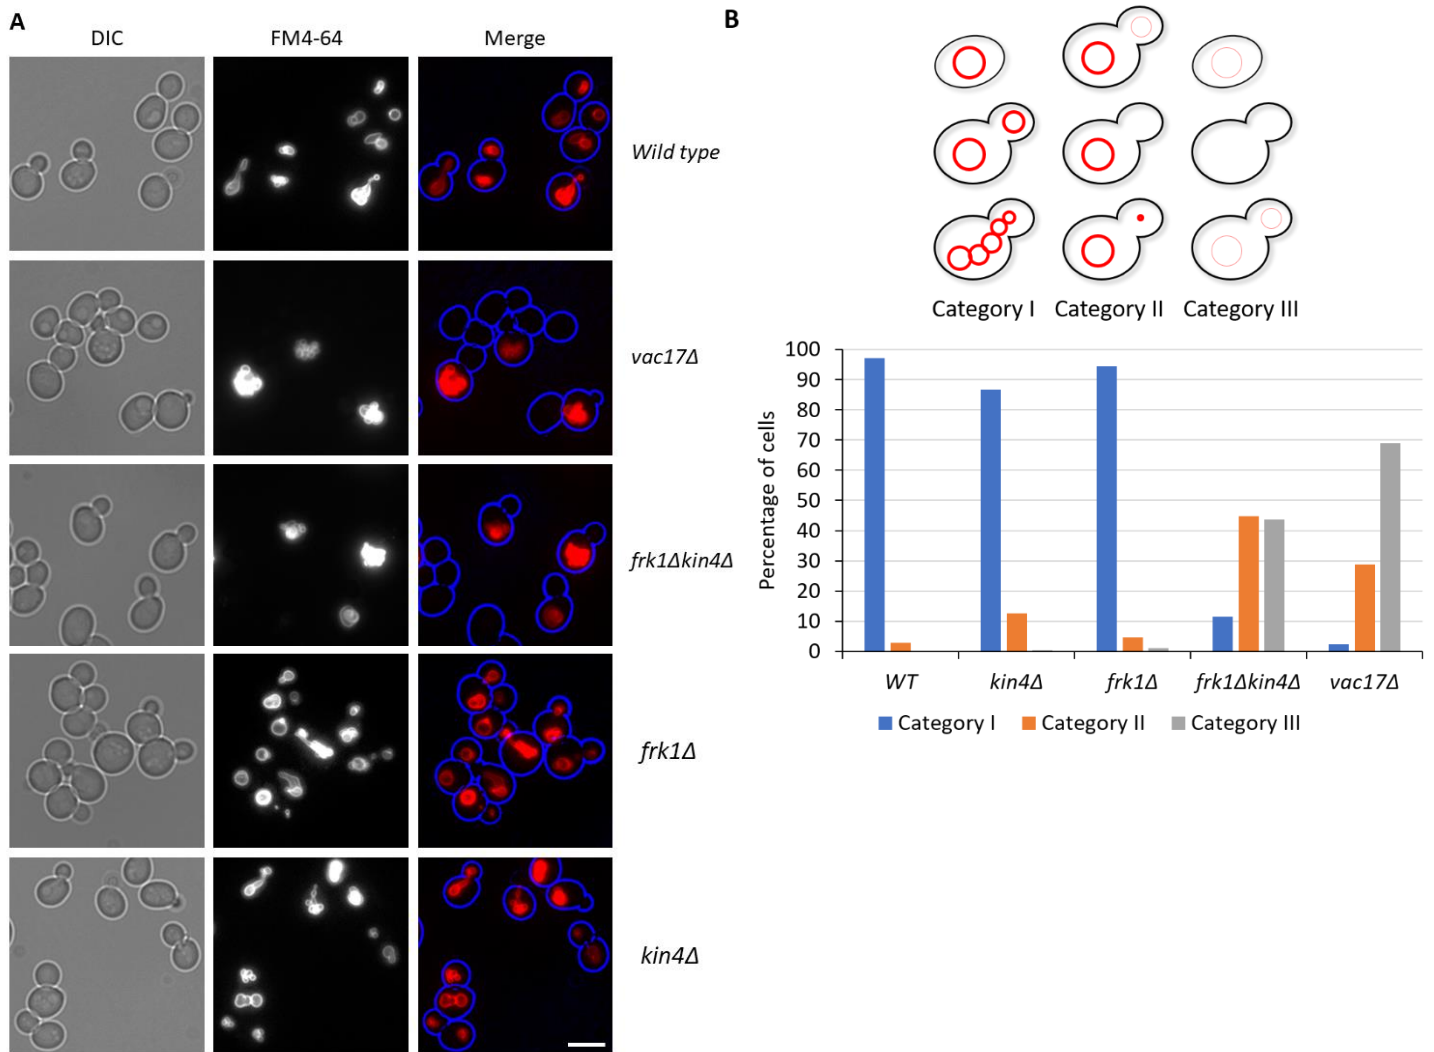 A
DIC
FM4-64
Merge
Wild type
vac17Δ
frk1Δkin4Δ
frk1Δ
kin4Δ
B
Category I
Category II
Category III
100
90
80
70
60
50
40
30
20
10
0
Percentage of cells
WT
kin4Δ
frk1Δ
frk1Δkin4Δ
vac17Δ
Category I
Category II
Category III